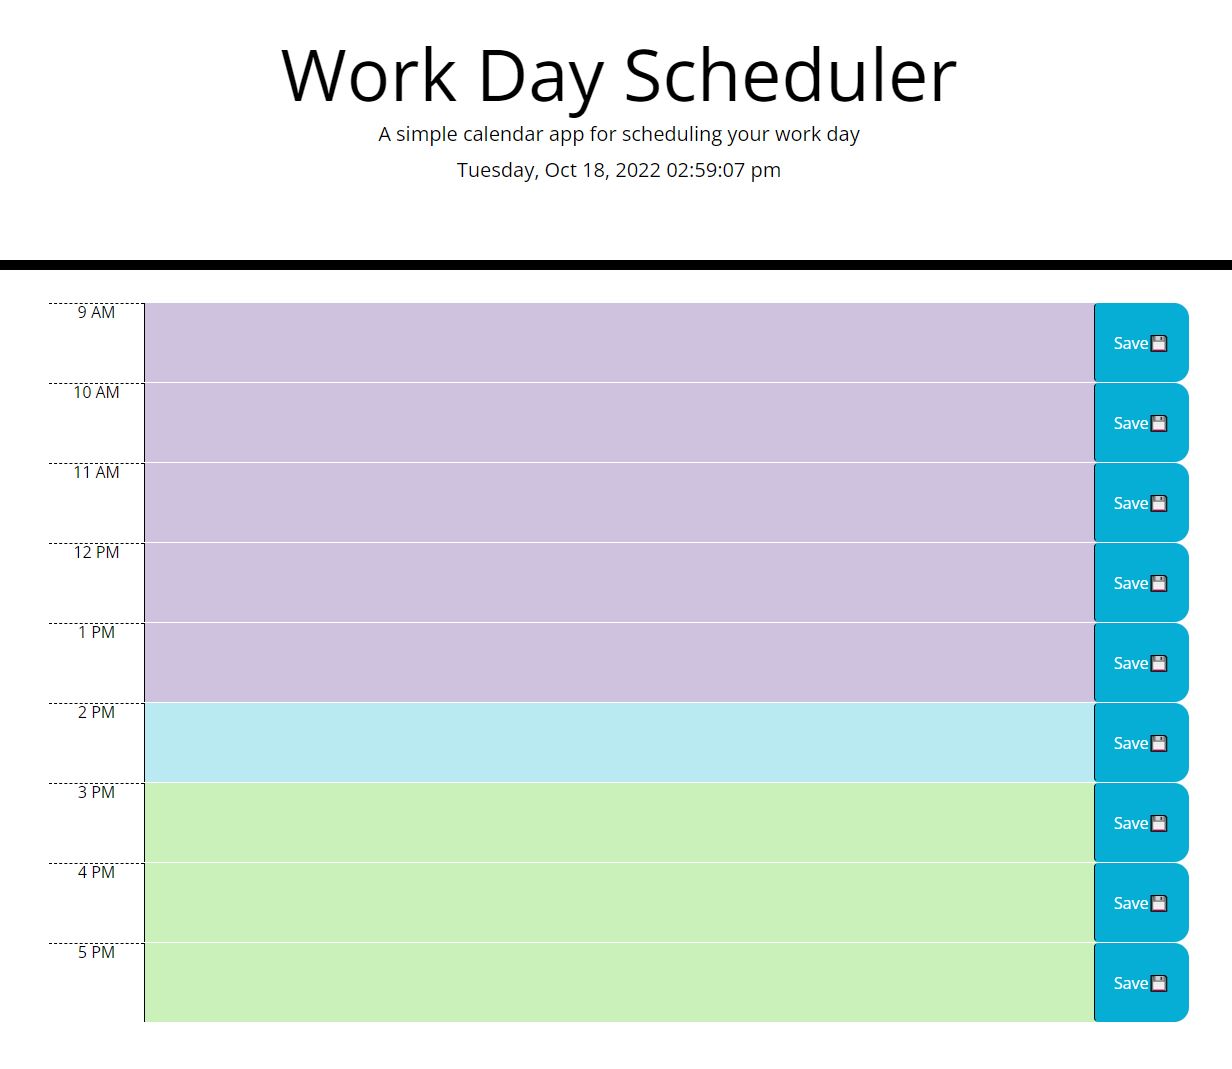 Work Day Scheduler
A simple calendar app for scheduling your work day
Tuesday, Oct 18, 2022 02:59:07 pm
9 AM
Save💾
10 AM
Save💾
11 AM
Save💾
12 PM
Save💾
1 PM
Save💾
2 PM
Save💾
3 PM
Save💾
4 PM
Save💾
5 PM
Save💾